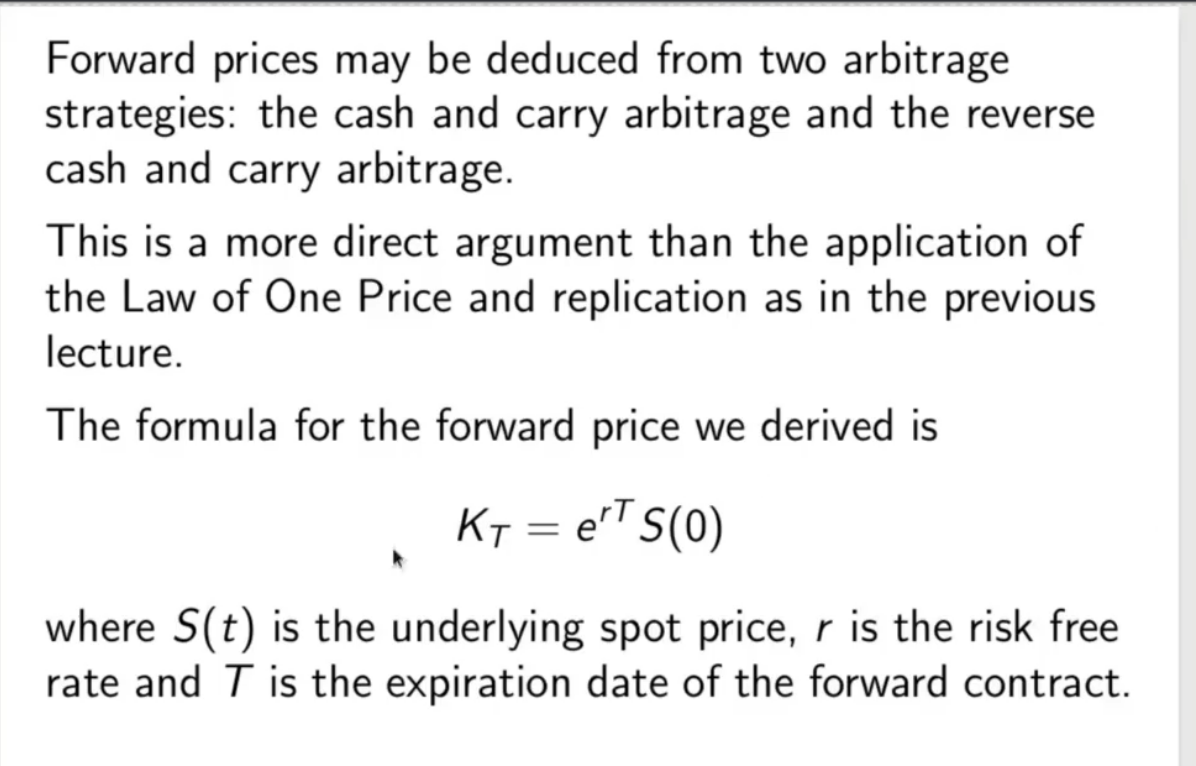 Forward prices may be deduced from two arbitrage
strategies: the cash and carry arbitrage and the reverse
cash and carry arbitrage.
This is a more direct argument than the application of
the Law of One Price and replication as in the previous
lecture.
The formula for the forward price we derived is
K_T = e^{rT} S(0)
where S(t) is the underlying spot price, r is the risk free
rate and T is the expiration date of the forward contract.